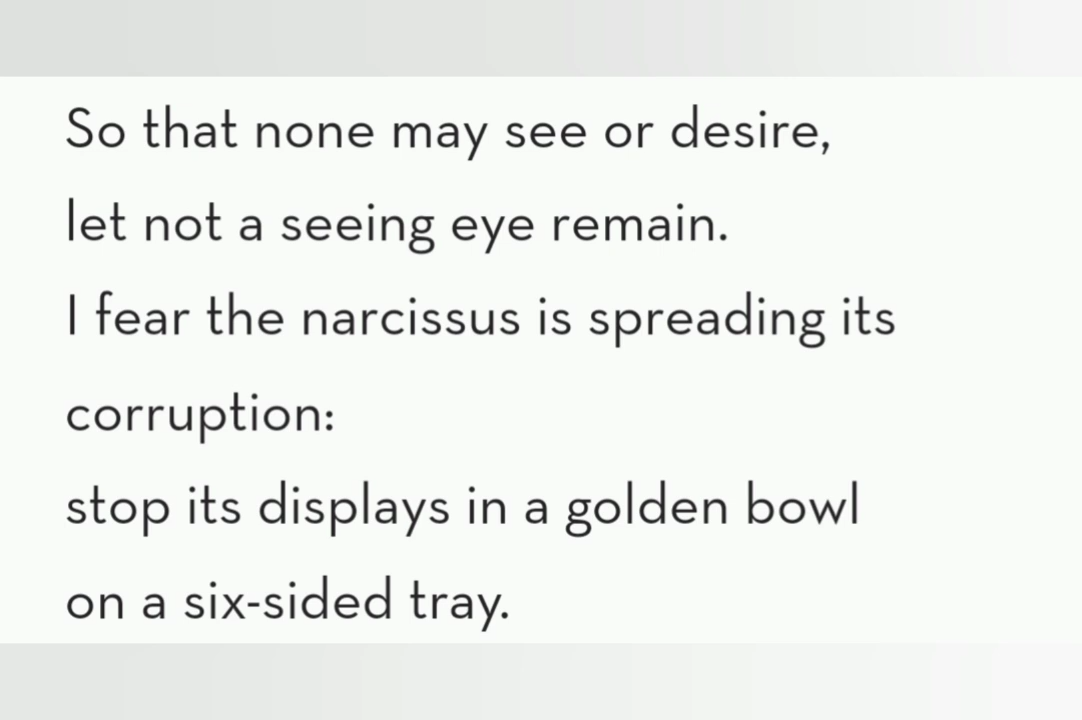 So that none may see or desire,
let not a seeing eye remain.
I fear the narcissus is spreading its
corruption:
stop its displays in a golden bowl
on a six-sided tray.